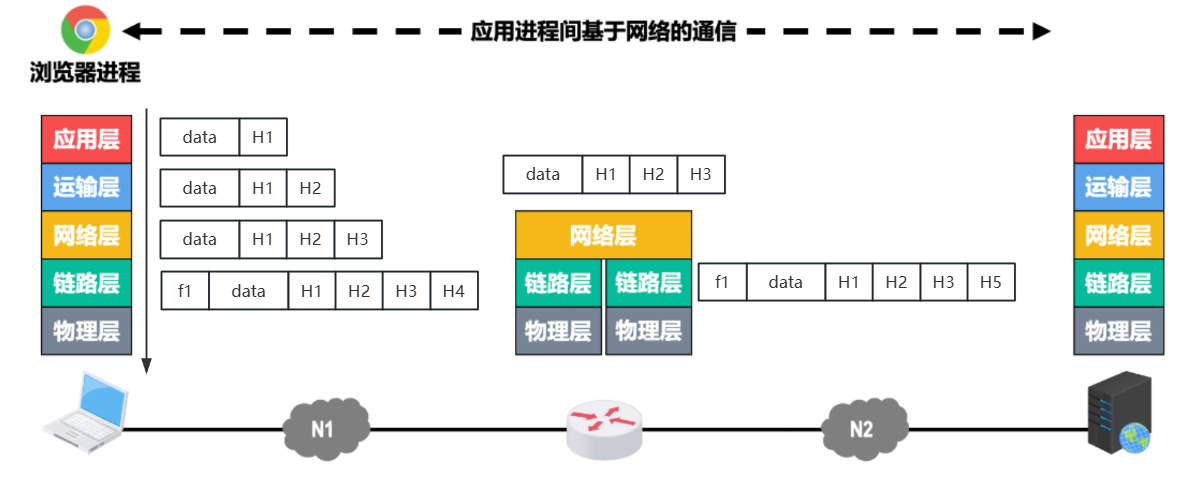 应用进程间基于网络的通信
浏览器进程
应用层
运输层
网络层
链路层
物理层
data H1
data H1 H2
data H1 H2 H3
f1 data H1 H2 H3 H4
data H1 H2 H3
网络层
链路层 链路层
物理层 物理层
f1 data H1 H2 H3 H5
应用层
运输层
网络层
链路层
物理层
N1
N2